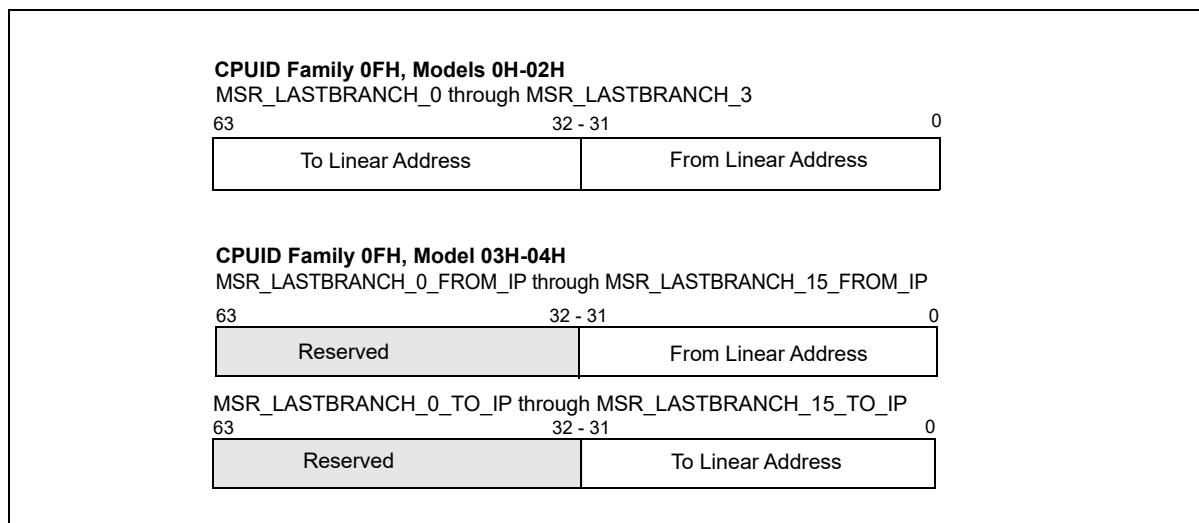 CPUID Family 0FH, Models 0H-02H
MSR_LASTBRANCH_0 through MSR_LASTBRANCH_3
63 32 - 31 0
To Linear Address From Linear Address
CPUID Family 0FH, Model 03H-04H
MSR_LASTBRANCH_0_FROM_IP through MSR_LASTBRANCH_15_FROM_IP
63 32 - 31 0
Reserved From Linear Address
MSR_LASTBRANCH_0_TO_IP through MSR_LASTBRANCH_15_TO_IP
63 32 - 31 0
Reserved To Linear Address